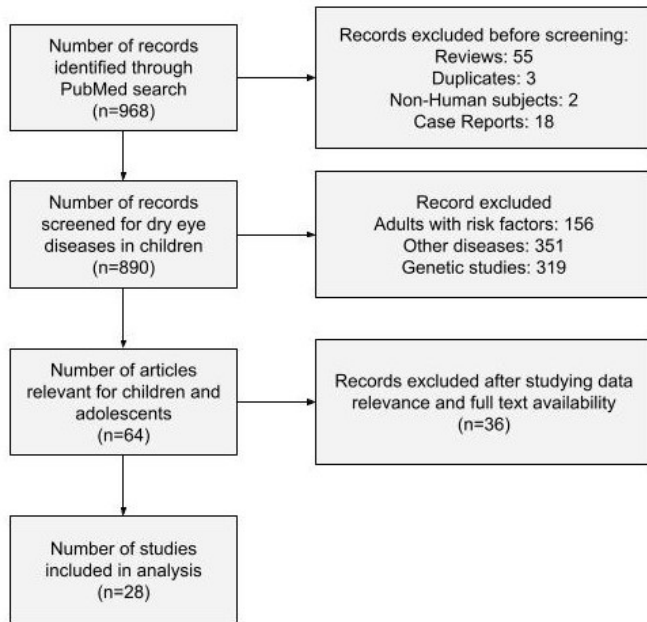 Number of records
identified through
PubMed search
(n=968)
Records excluded before screening:
Reviews: 55
Duplicates: 3
Non-Human subjects: 2
Case Reports: 18
Number of records
screened for dry eye
diseases in children
(n=890)
Record excluded
Adults with risk factors: 156
Other diseases: 351
Genetic studies: 319
Number of articles
relevant for children and
adolescents
(n=64)
Records excluded after studying data
relevance and full text availability
(n=36)
Number of studies
included in analysis
(n=28)